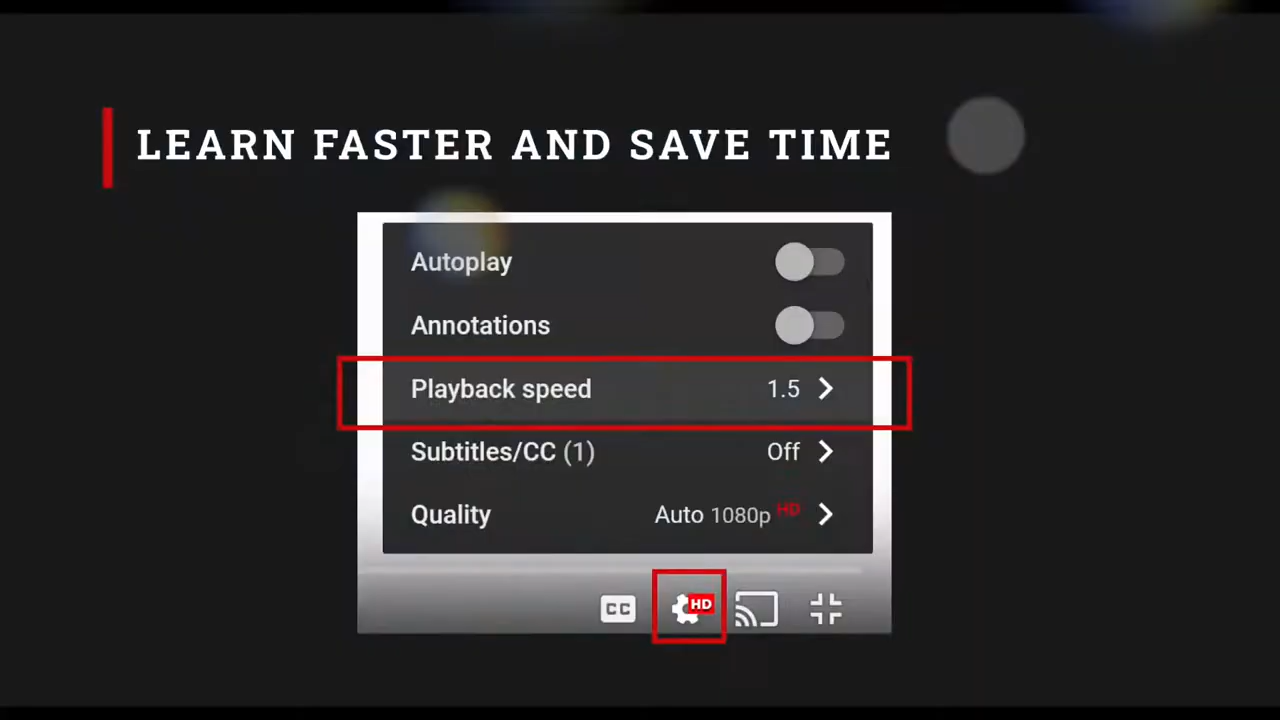 LEARN FASTER AND SAVE TIME
Autoplay
Annotations
Playback speed 1.5
Subtitles/CC (1) Off
Quality Auto 1080p HD
CC HD